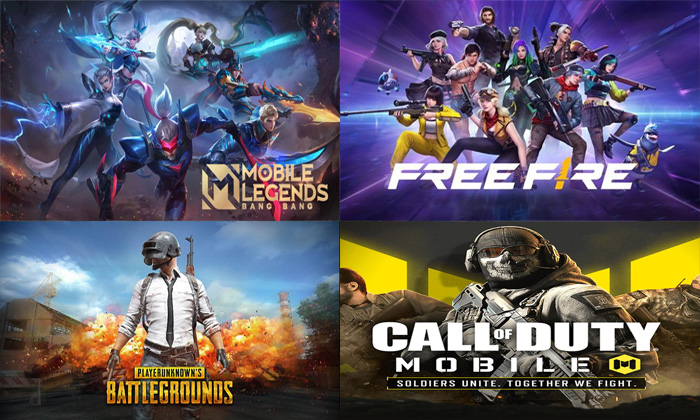 MOBILE
LEGENDS
BANG BANG
FREE FIRE
PLAYERUNKNOWN'S
BATTLEGROUNDS
CALL OF DUTY
MOBILE
SOLDIERS UNITE. TOGETHER WE FIGHT.